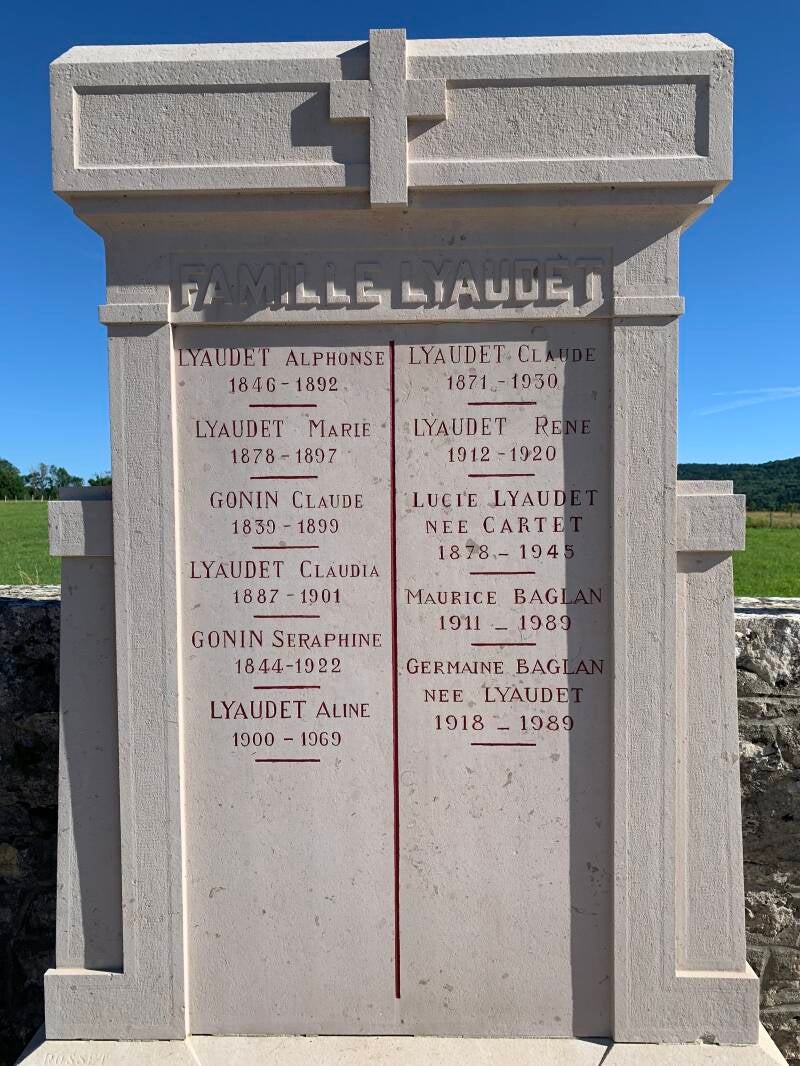 FAMILLE LYAUDET
LYAUDET ALPHONSE
1846-1892
LYAUDET MARIE
1878-1897
GONIN CLAUDE
1839-1899
LYAUDET CLAUDIA
1887-1901
GONIN SERAPHINE
1844-1922
LYAUDET ALINE
1900-1969
LYAUDET CLAUDE
1871-1930
LYAUDET RENE
1912-1920
LUCIE LYAUDET
NEE CARTET
1878-1945
MAURICE BAGLAN
1911-1989
GERMAINE BAGLAN
NEE LYAUDET
1918-1989